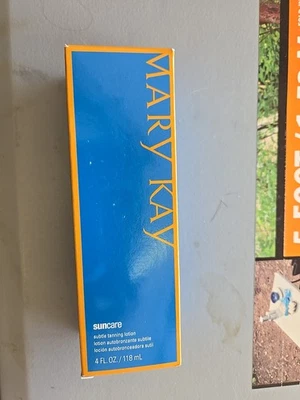 MARY KAY
suncare
subtle tanning lotion
lotion autobronzante subtile
loción autobronceadora sutil
4 FL. OZ. / 118 mL